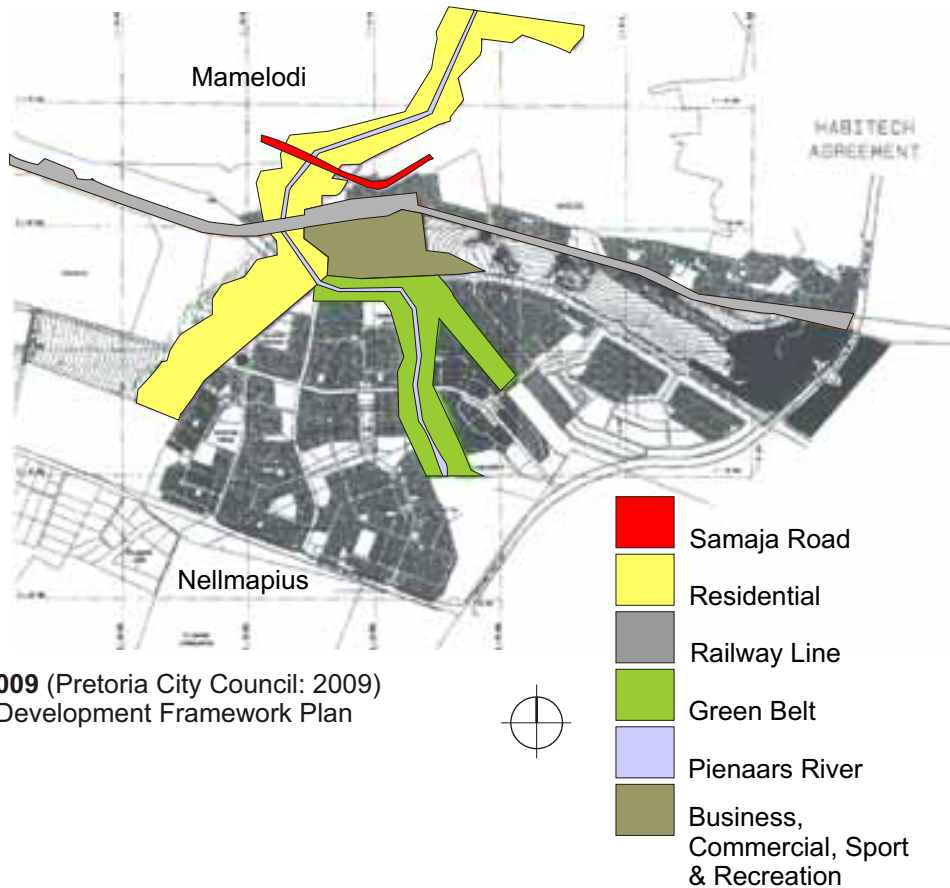 Mamelodi
HABITECH
AGREEMENT
Nellmapius
009 (Pretoria City Council: 2009)
Development Framework Plan
Samaja Road
Residential
Railway Line
Green Belt
Pienaars River
Business,
Commercial, Sport
& Recreation